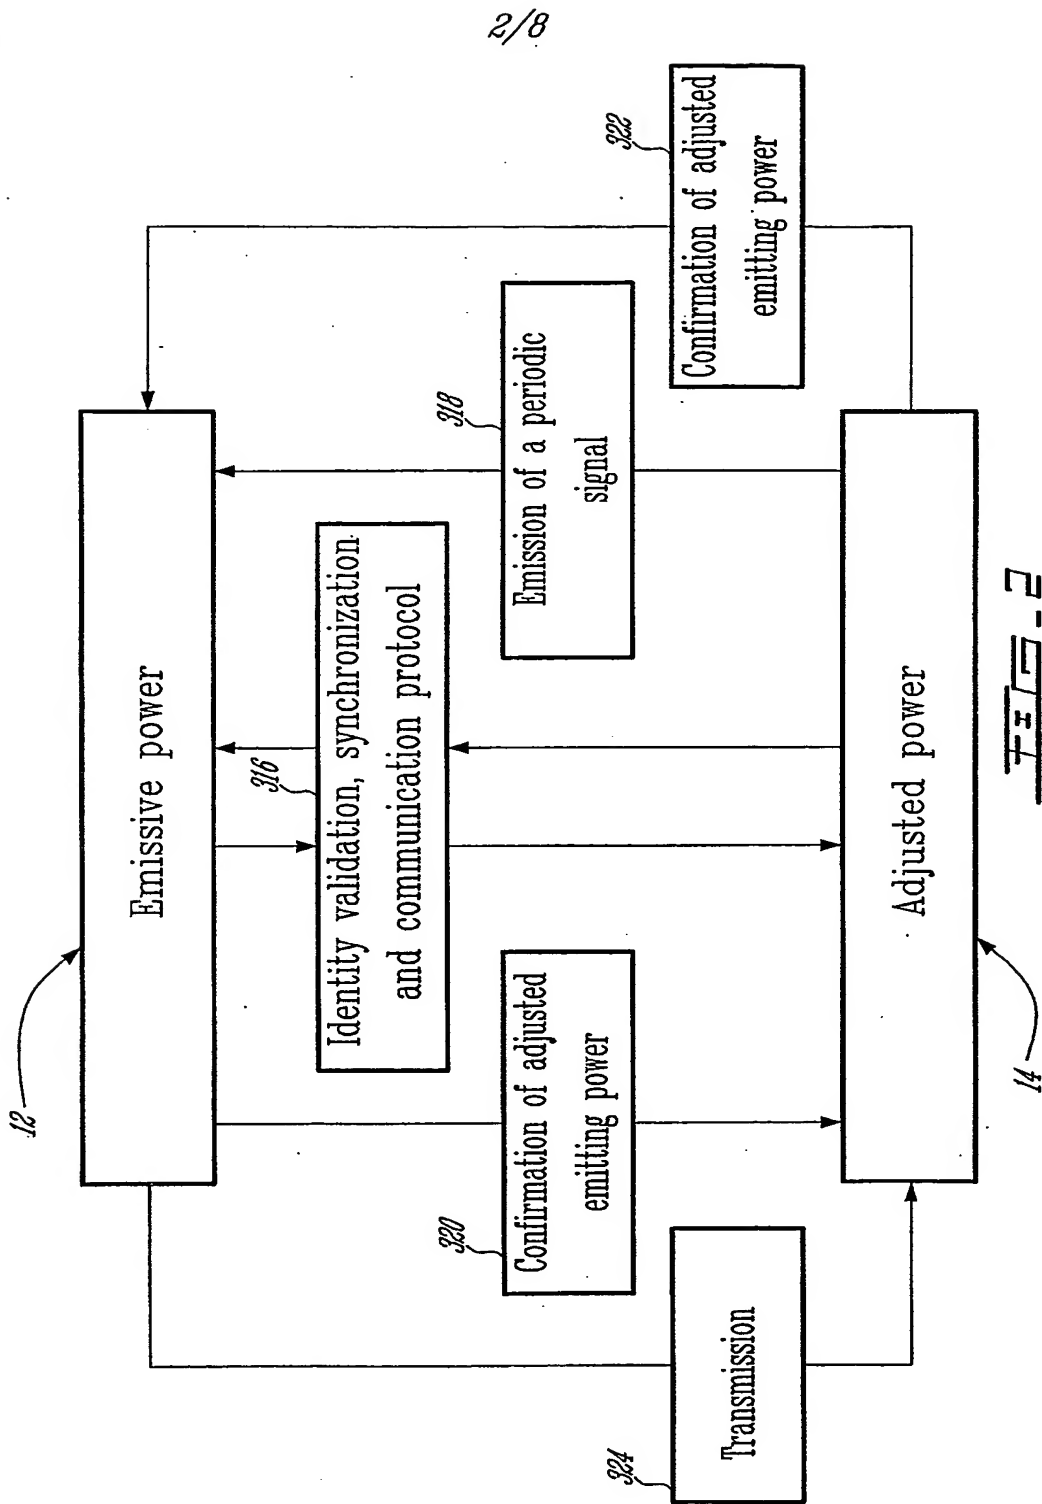 2/8
12
Emissive power
316
Identity validation, synchronization
and communication protocol
320
Confirmation of adjusted
emitting power
318
Emission of a periodic
signal
324
Transmission
322
Confirmation of adjusted
emitting power
Adjusted power
14
FIG-2